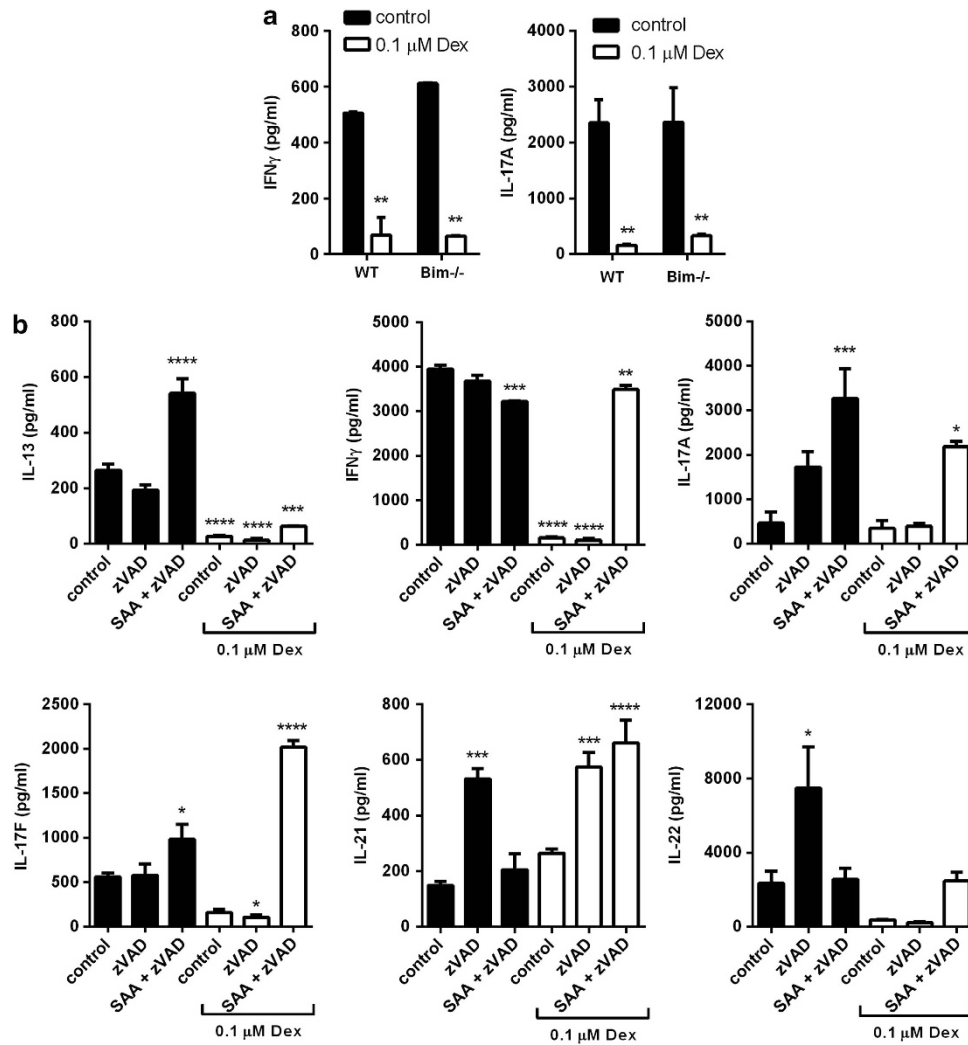 a
control
0.1 μM Dex
IFNγ (pg/ml)
800
600
400
200
0
**
**
WT
Bim-/-
control
0.1 μM Dex
IL-17A (pg/ml)
4000
3000
2000
1000
0
**
**
WT
Bim-/-
b
IL-13 (pg/ml)
800
600
400
200
0
****
****
****
***
control
zVAD
SAA + zVAD
control
zVAD
SAA + zVAD
0.1 μM Dex
IFNγ (pg/ml)
5000
4000
3000
2000
1000
0
***
****
****
**
control
zVAD
SAA + zVAD
control
zVAD
SAA + zVAD
0.1 μM Dex
IL-17A (pg/ml)
5000
4000
3000
2000
1000
0
***
*
control
zVAD
SAA + zVAD
control
zVAD
SAA + zVAD
0.1 μM Dex
IL-17F (pg/ml)
2500
2000
1500
1000
500
0
*
*
****
control
zVAD
SAA + zVAD
control
zVAD
SAA + zVAD
0.1 μM Dex
IL-21 (pg/ml)
800
600
400
200
0
***
***
****
control
zVAD
SAA + zVAD
control
zVAD
SAA + zVAD
0.1 μM Dex
IL-22 (pg/ml)
12000
8000
4000
0
*
control
zVAD
SAA + zVAD
control
zVAD
SAA + zVAD
0.1 μM Dex